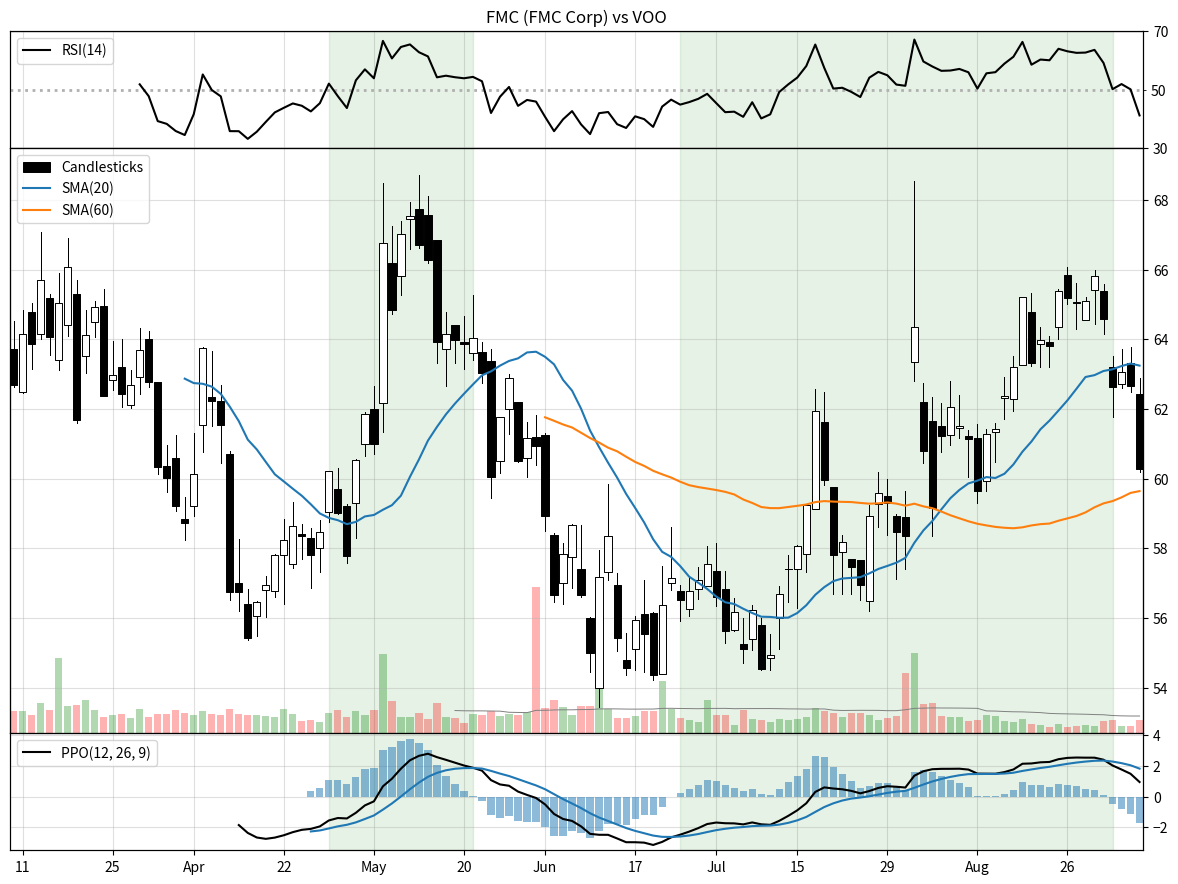 FMC (FMC Corp) vs VOO
RSI(14)
70
50
30
Candlesticks
SMA(20)
SMA(60)
68
66
64
62
60
58
56
54
PPO(12, 26, 9)
4
2
0
−2
11 25 Apr 22 May 20 Jun 17 Jul 15 29 Aug 26